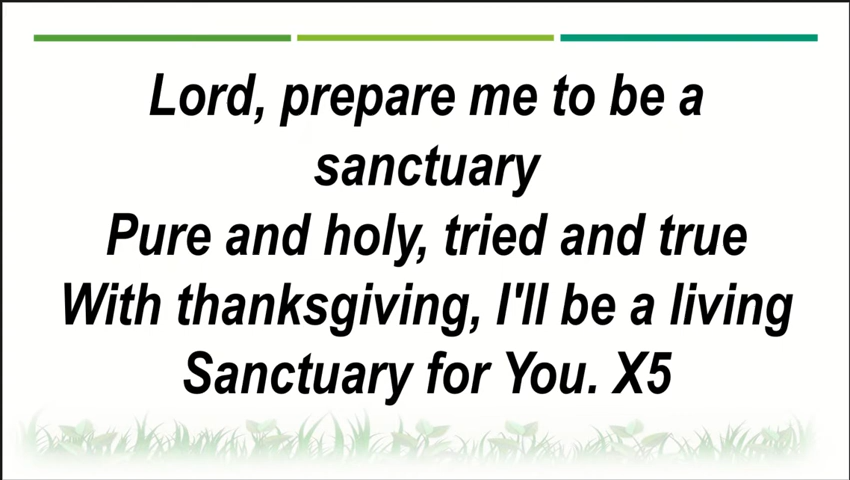 Lord, prepare me to be a
sanctuary
Pure and holy, tried and true
With thanksgiving, I'll be a living
Sanctuary for You. X5